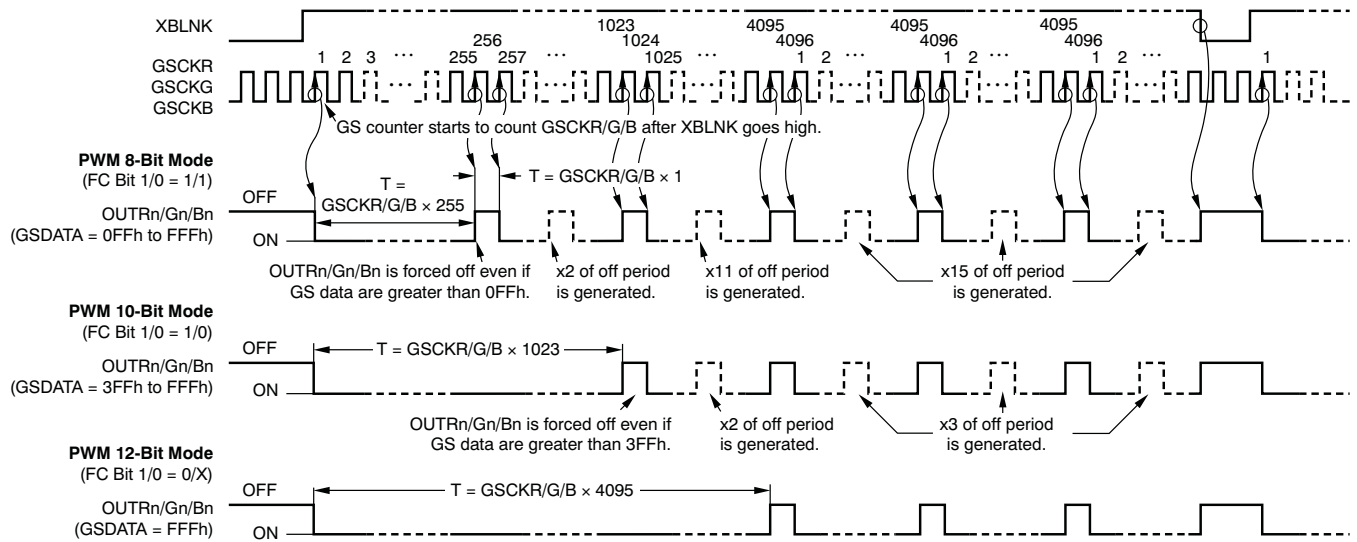 XBLNK
1023 4095 4095 4095
256 1024 4096 4096 4096
1 2 3 ... 255 257 ... 1025 ... 1 2 ... 1 2 ... 1 2 ... 1
GSCKR
GSCKG
GSCKB
GS counter starts to count GSCKR/G/B after XBLNK goes high.
PWM 8-Bit Mode
(FC Bit 1/0 = 1/1)
T =
GSCKR/G/B × 255
T = GSCKR/G/B × 1
OFF
OUTRn/Gn/Bn
(GSDATA = 0FFh to FFFh)
ON
OUTRn/Gn/Bn is forced off even if
GS data are greater than 0FFh.
x2 of off period
is generated.
x11 of off period
is generated.
x15 of off period
is generated.
PWM 10-Bit Mode
(FC Bit 1/0 = 1/0)
OFF
T = GSCKR/G/B × 1023
OUTRn/Gn/Bn
(GSDATA = 3FFh to FFFh)
ON
OUTRn/Gn/Bn is forced off even if
GS data are greater than 3FFh.
x2 of off period
is generated.
x3 of off period
is generated.
PWM 12-Bit Mode
(FC Bit 1/0 = 0/X)
OFF
T = GSCKR/G/B × 4095
OUTRn/Gn/Bn
(GSDATA = FFFh)
ON